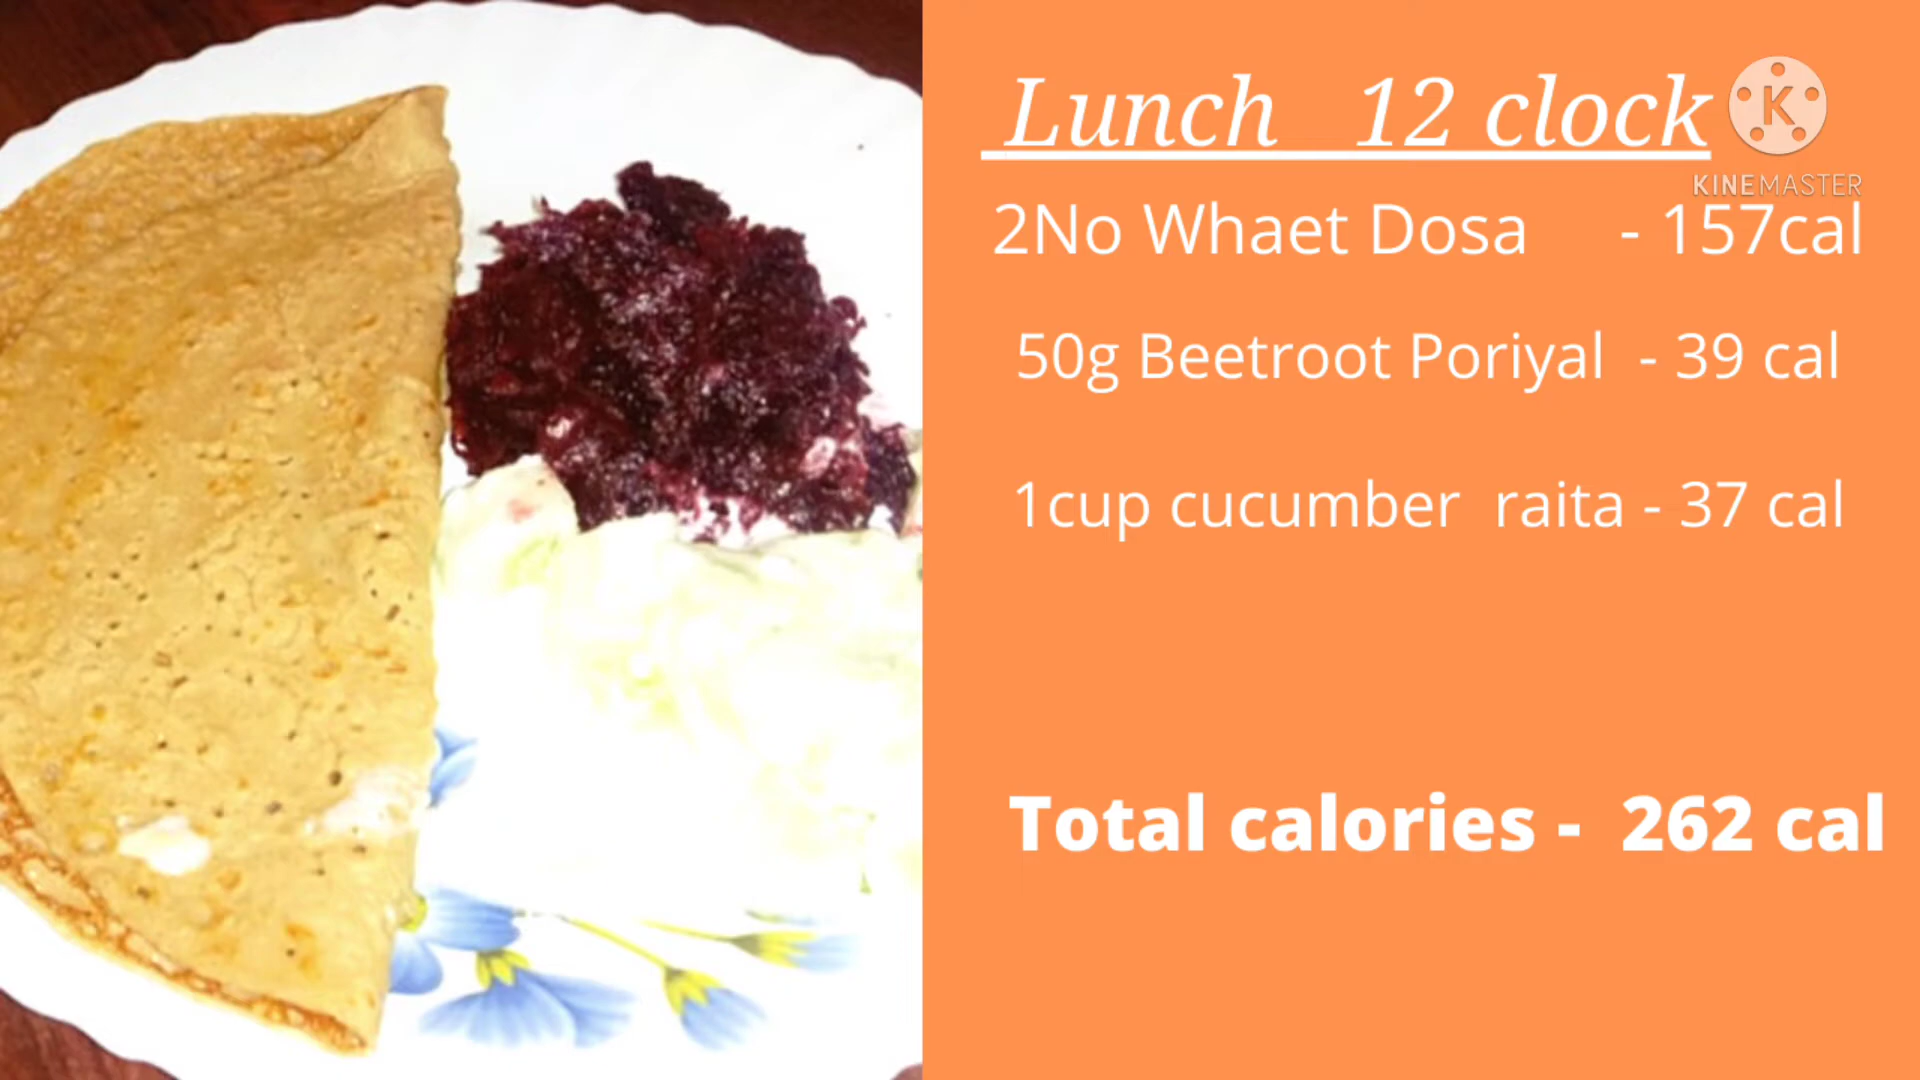 Lunch 12 clock
K
KINEMASTER
2No Whaet Dosa - 157cal
50g Beetroot Poriyal - 39 cal
1cup cucumber raita - 37 cal
Total calories - 262 cal